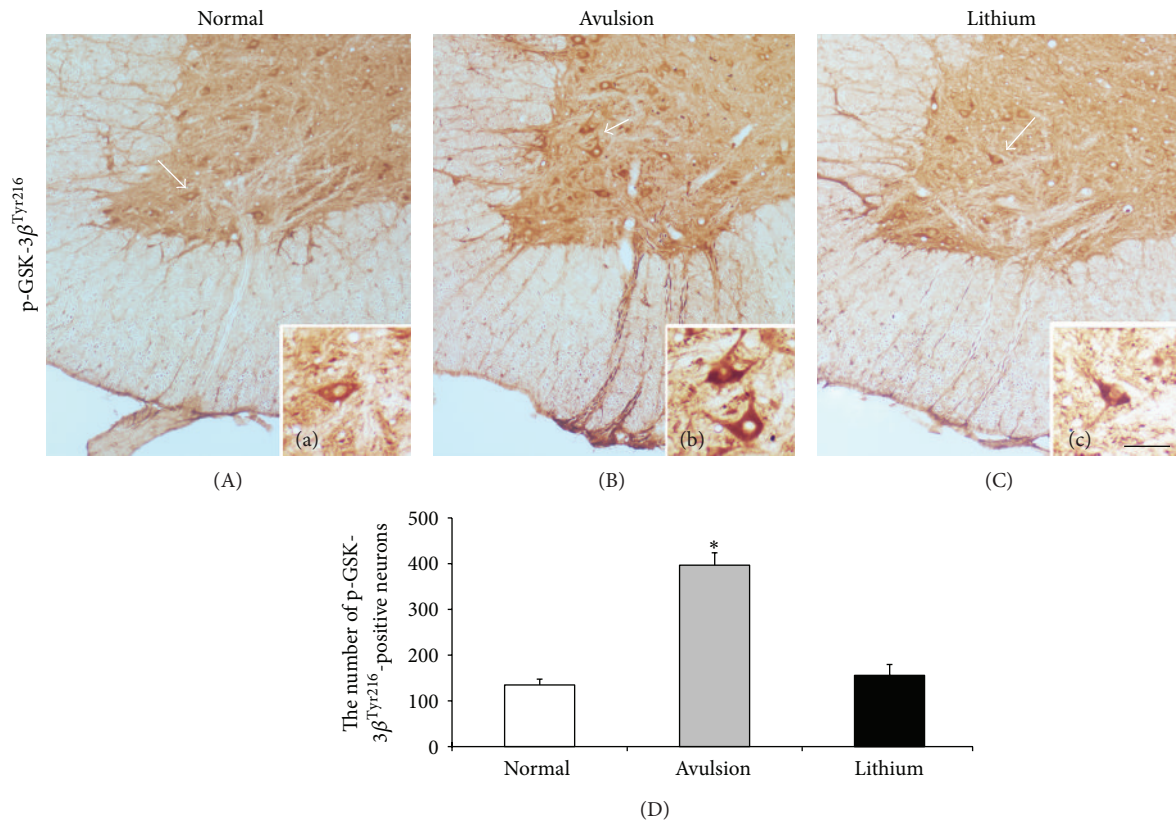 Normal
Avulsion
Lithium
p-GSK-3β^Tyr216
(a)
(b)
(c)
(A)
(B)
(C)
The number of p-GSK-
3β^Tyr216-positive neurons
500
400
300
200
100
0
*
Normal
Avulsion
Lithium
(D)